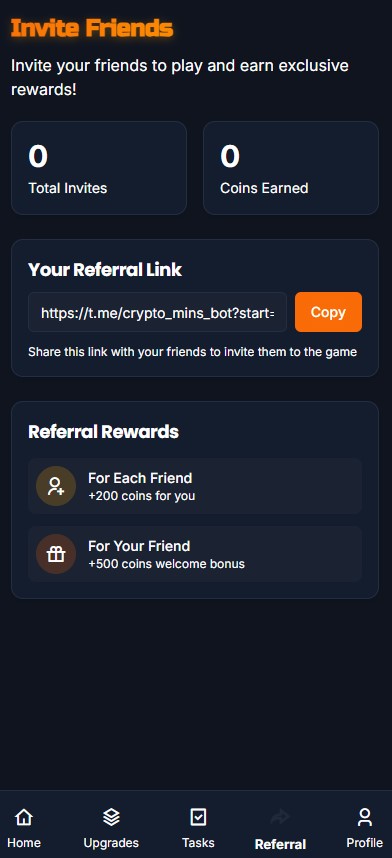 Invite Friends
Invite your friends to play and earn exclusive
rewards!
0
Total Invites
0
Coins Earned
Your Referral Link
https://t.me/crypto_mins_bot?start=
Copy
Share this link with your friends to invite them to the game
Referral Rewards
For Each Friend
+200 coins for you
For Your Friend
+500 coins welcome bonus
Home
Upgrades
Tasks
Referral
Profile